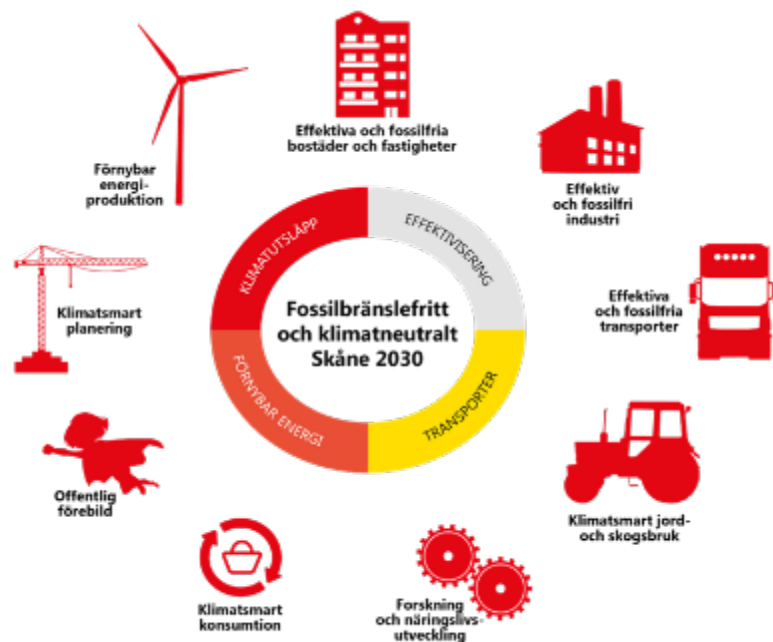 Effektiva och fossilfria
bostäder och fastigheter
Förnybar
energi-
produktion
Effektiv
och fossilfri
industri
KLIMATUTSLÄPP
EFFEKTIVISERING
Klimatsmart
planering
Fossilbränslefritt
och klimatneutralt
Skåne 2030
Effektiva
och fossilfria
transporter
FÖRNYBAR ENERGI
TRANSPORTER
Offentlig
förebild
Klimatsmart jord-
och skogsbruk
Klimatsmart
konsumtion
Forskning
och näringslivs-
utveckling